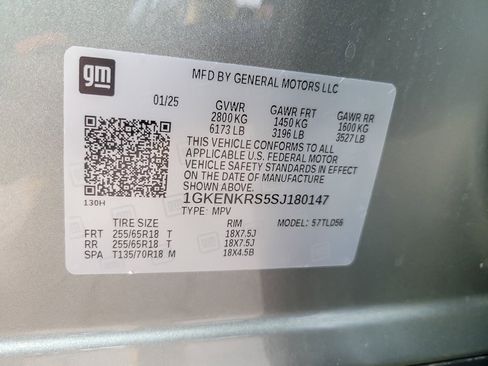 gm
MFD BY GENERAL MOTORS LLC
01/25 GVWR GAWR FRT GAWR RR
2800 KG 1450 KG 1600 KG
6173 LB 3196 LB 3527 LB
THIS VEHICLE CONFORMS TO ALL
APPLICABLE U.S. FEDERAL MOTOR
VEHICLE SAFETY STANDARDS IN EFFECT
ON THE DATE OF MANUFACTURE
SHOWN ABOVE.
130H 1GKENKRS5SJ180147
TYPE: MPV MODEL: 57TLD56
TIRE SIZE RIM
FRT 255/65R18 T 18X7.5J
RR 255/65R18 T 18X7.5J
SPA T135/70R18 M 18X4.5B